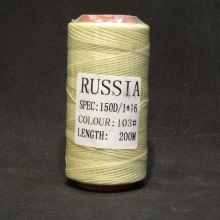 RUSSIA
SPEC:150D/1*16
COLOUR: 103#
LENGTH: 200M